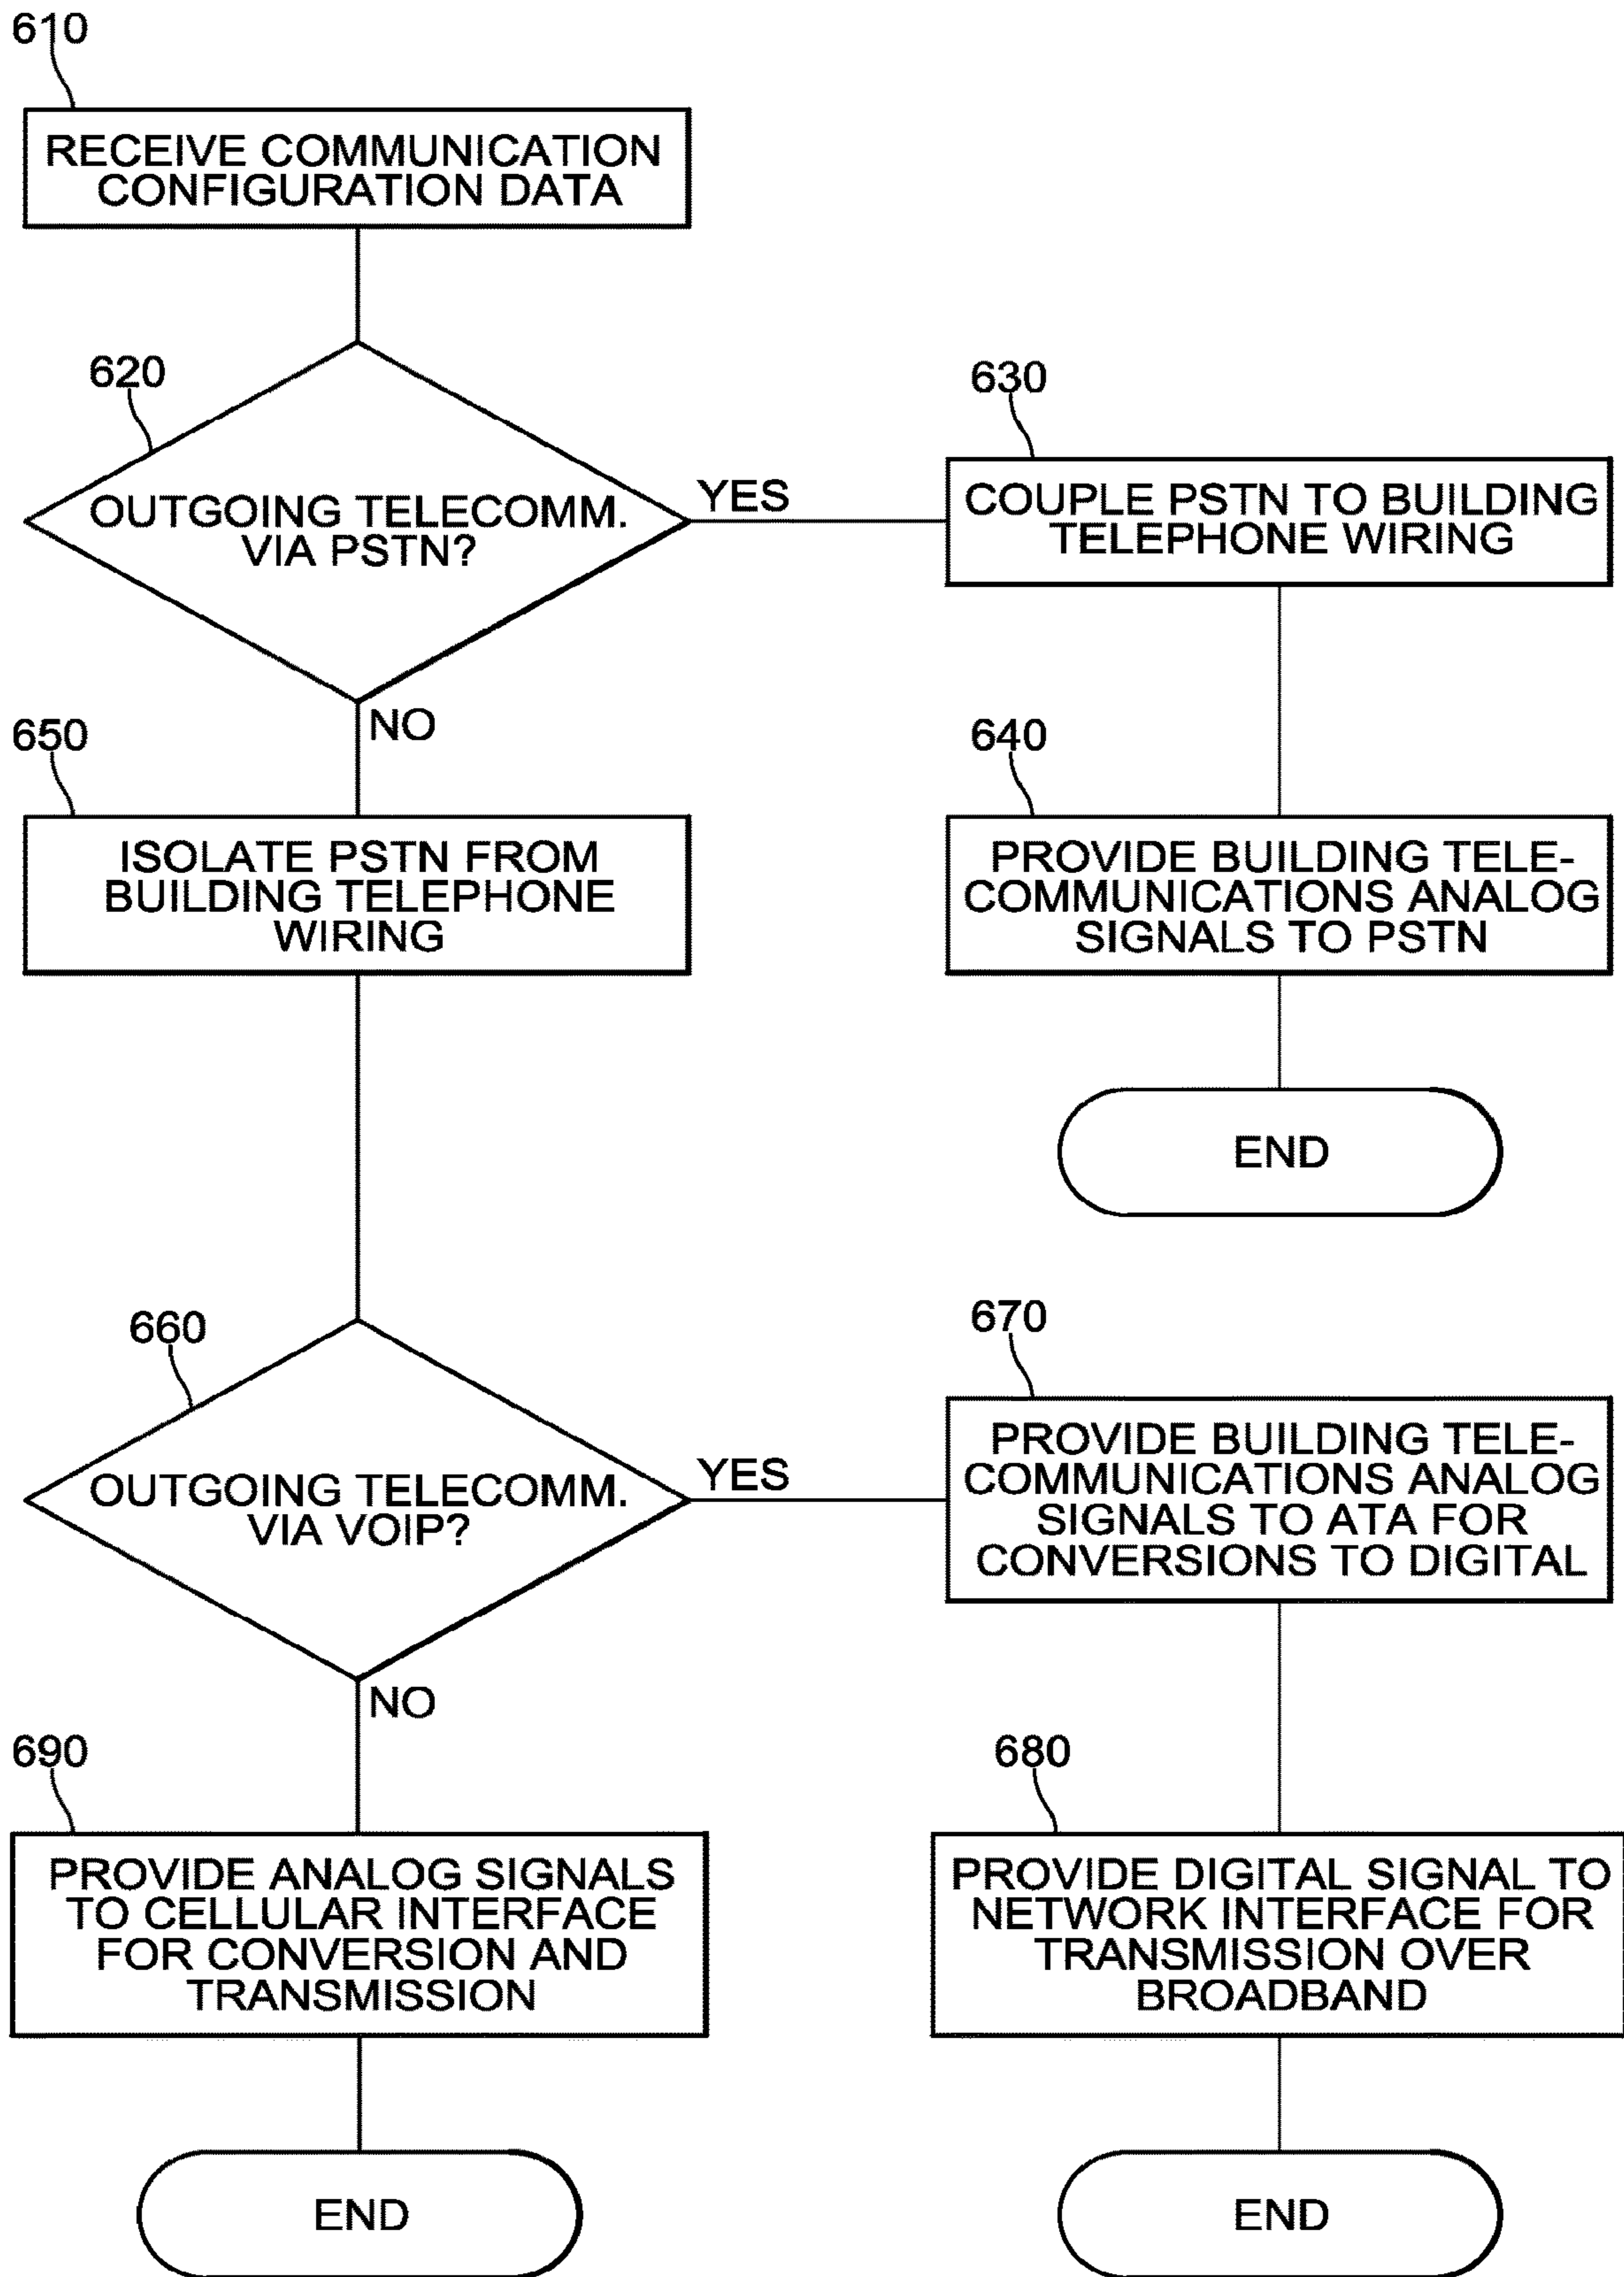 610
RECEIVE COMMUNICATION
CONFIGURATION DATA
620
OUTGOING TELECOMM.
VIA PSTN?
YES
NO
630
COUPLE PSTN TO BUILDING
TELEPHONE WIRING
640
PROVIDE BUILDING TELE-
COMMUNICATIONS ANALOG
SIGNALS TO PSTN
END
650
ISOLATE PSTN FROM
BUILDING TELEPHONE
WIRING
660
OUTGOING TELECOMM.
VIA VOIP?
YES
NO
670
PROVIDE BUILDING TELE-
COMMUNICATIONS ANALOG
SIGNALS TO ATA FOR
CONVERSIONS TO DIGITAL
680
PROVIDE DIGITAL SIGNAL TO
NETWORK INTERFACE FOR
TRANSMISSION OVER
BROADBAND
END
690
PROVIDE ANALOG SIGNALS
TO CELLULAR INTERFACE
FOR CONVERSION AND
TRANSMISSION
END